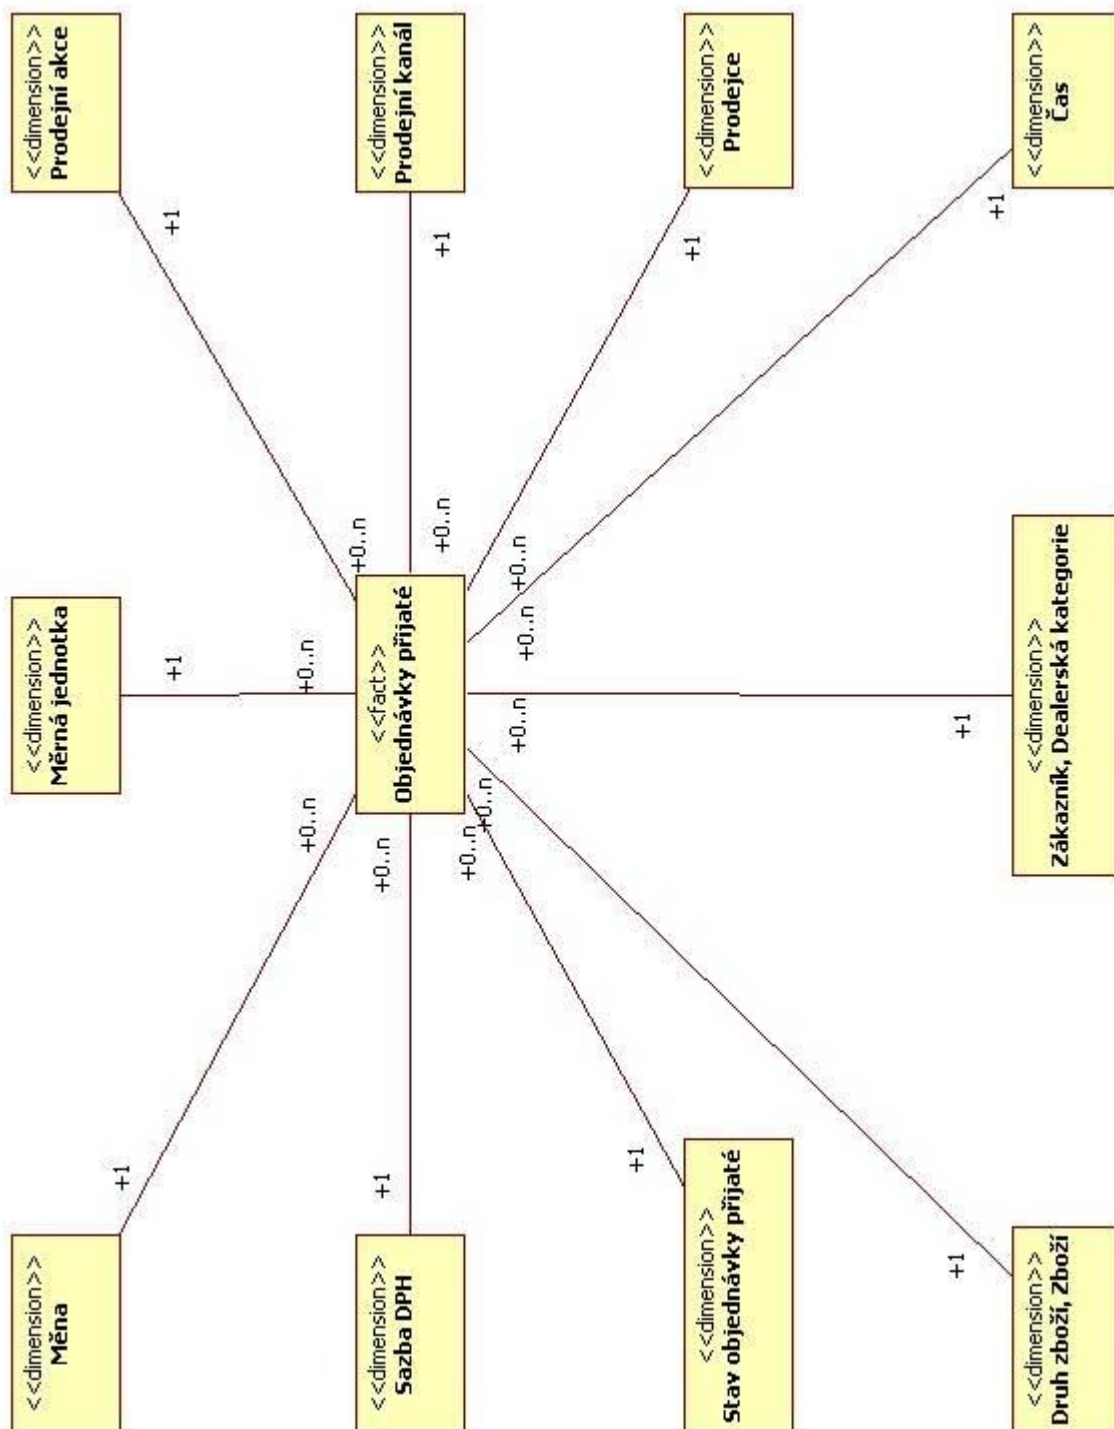 <<dimension>>
Měna
<<dimension>>
Měrná jednotka
<<dimension>>
Prodejní akce
+1
+1
+1
+0..n
+0..n
+0..n
<<dimension>>
Sazba DPH
+1
+0..n
<<fact>>
Objednávky přijaté
+0..n
+1
<<dimension>>
Prodejní kanál
+0..n
+0..n
+0..n
+0..n
+0..n
+1
<<dimension>>
Stav objednávky přijaté
+1
<<dimension>>
Prodejce
+1
+1
+1
<<dimension>>
Druh zboží, Zboží
<<dimension>>
Zákazník, Dealerská kategorie
<<dimension>>
Čas